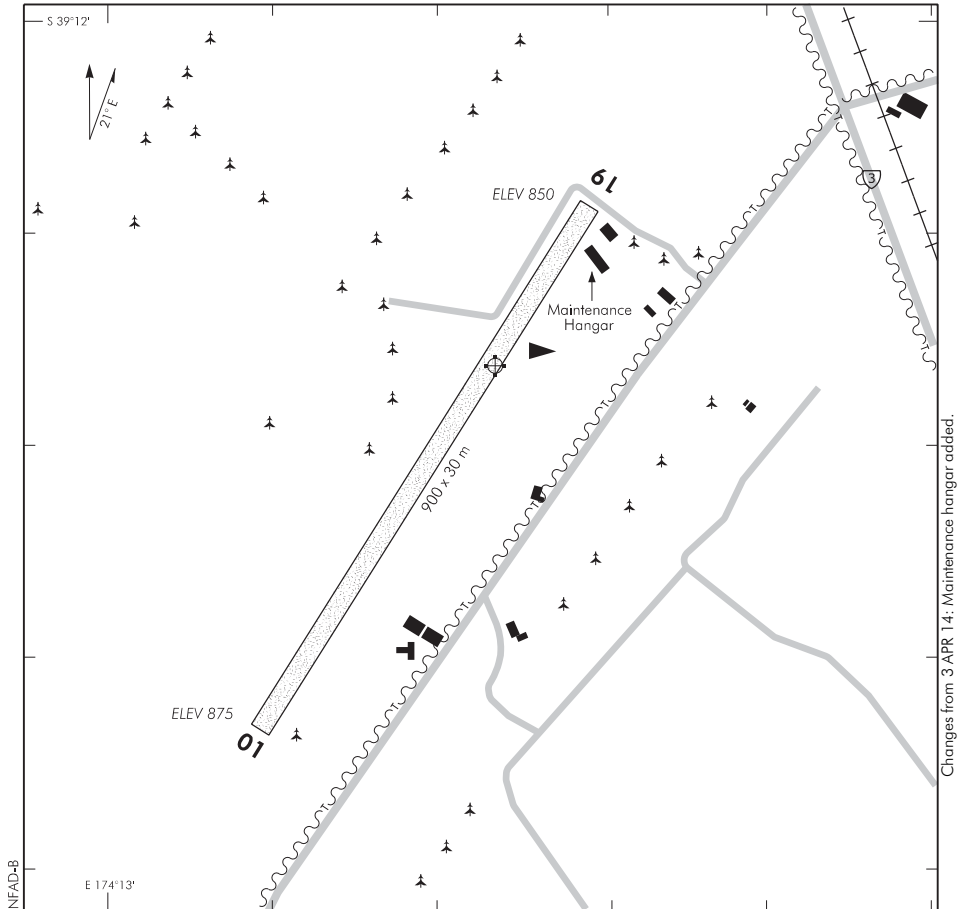 S 39°12'
21° E
3
19
ELEV 850
Maintenance
Hangar
900 x 30 m
ELEV 875
01
E 174°13'
NFAD-B
Changes from 3 APR 14: Maintenance hangar added.